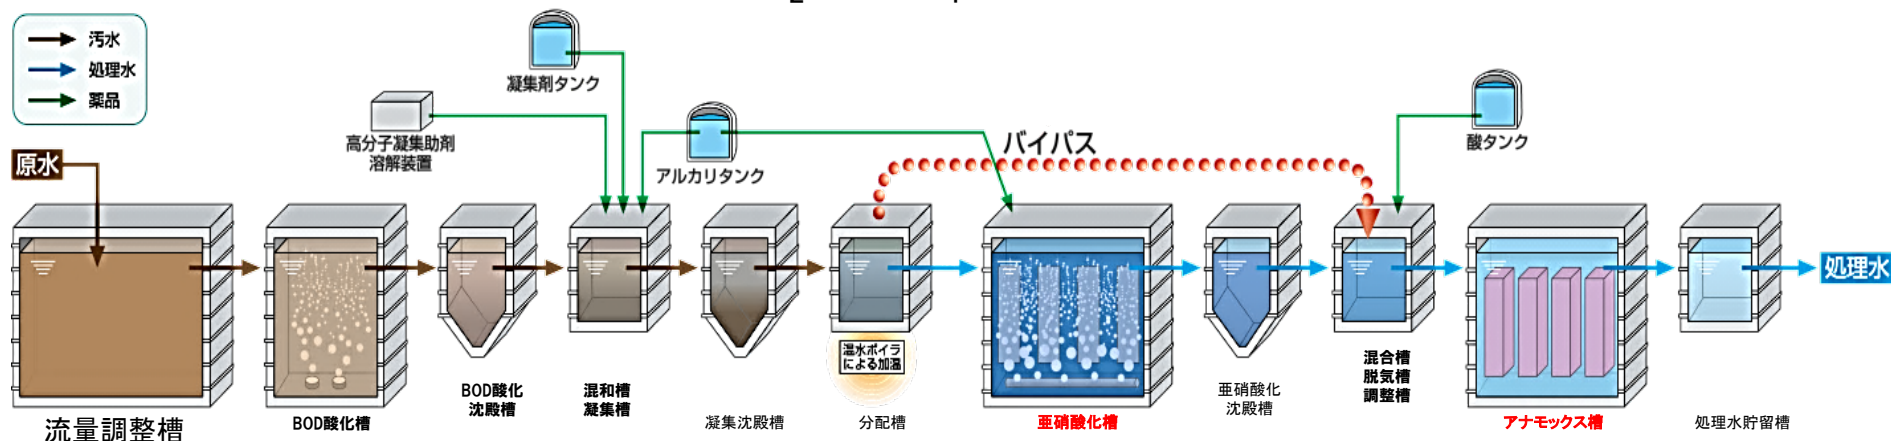 汚水
処理水
薬品
凝集剤タンク
高分子凝集助剤
溶解装置
アルカリタンク
バイパス
酸タンク
原水
処理水
温水ボイラ
による加温
流量調整槽
BOD酸化槽
BOD酸化
沈殿槽
混和槽
凝集槽
凝集沈殿槽
分配槽
亜硝酸化槽
亜硝酸化
沈殿槽
混合槽
脱気槽
調整槽
アナモックス槽
処理水貯留槽